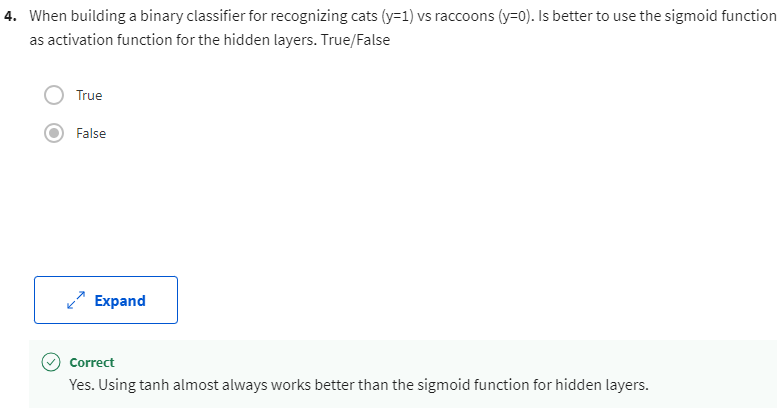 4. When building a binary classifier for recognizing cats (y=1) vs raccoons (y=0). Is better to use the sigmoid function
as activation function for the hidden layers. True/False
True
False
Expand
Correct
Yes. Using tanh almost always works better than the sigmoid function for hidden layers.